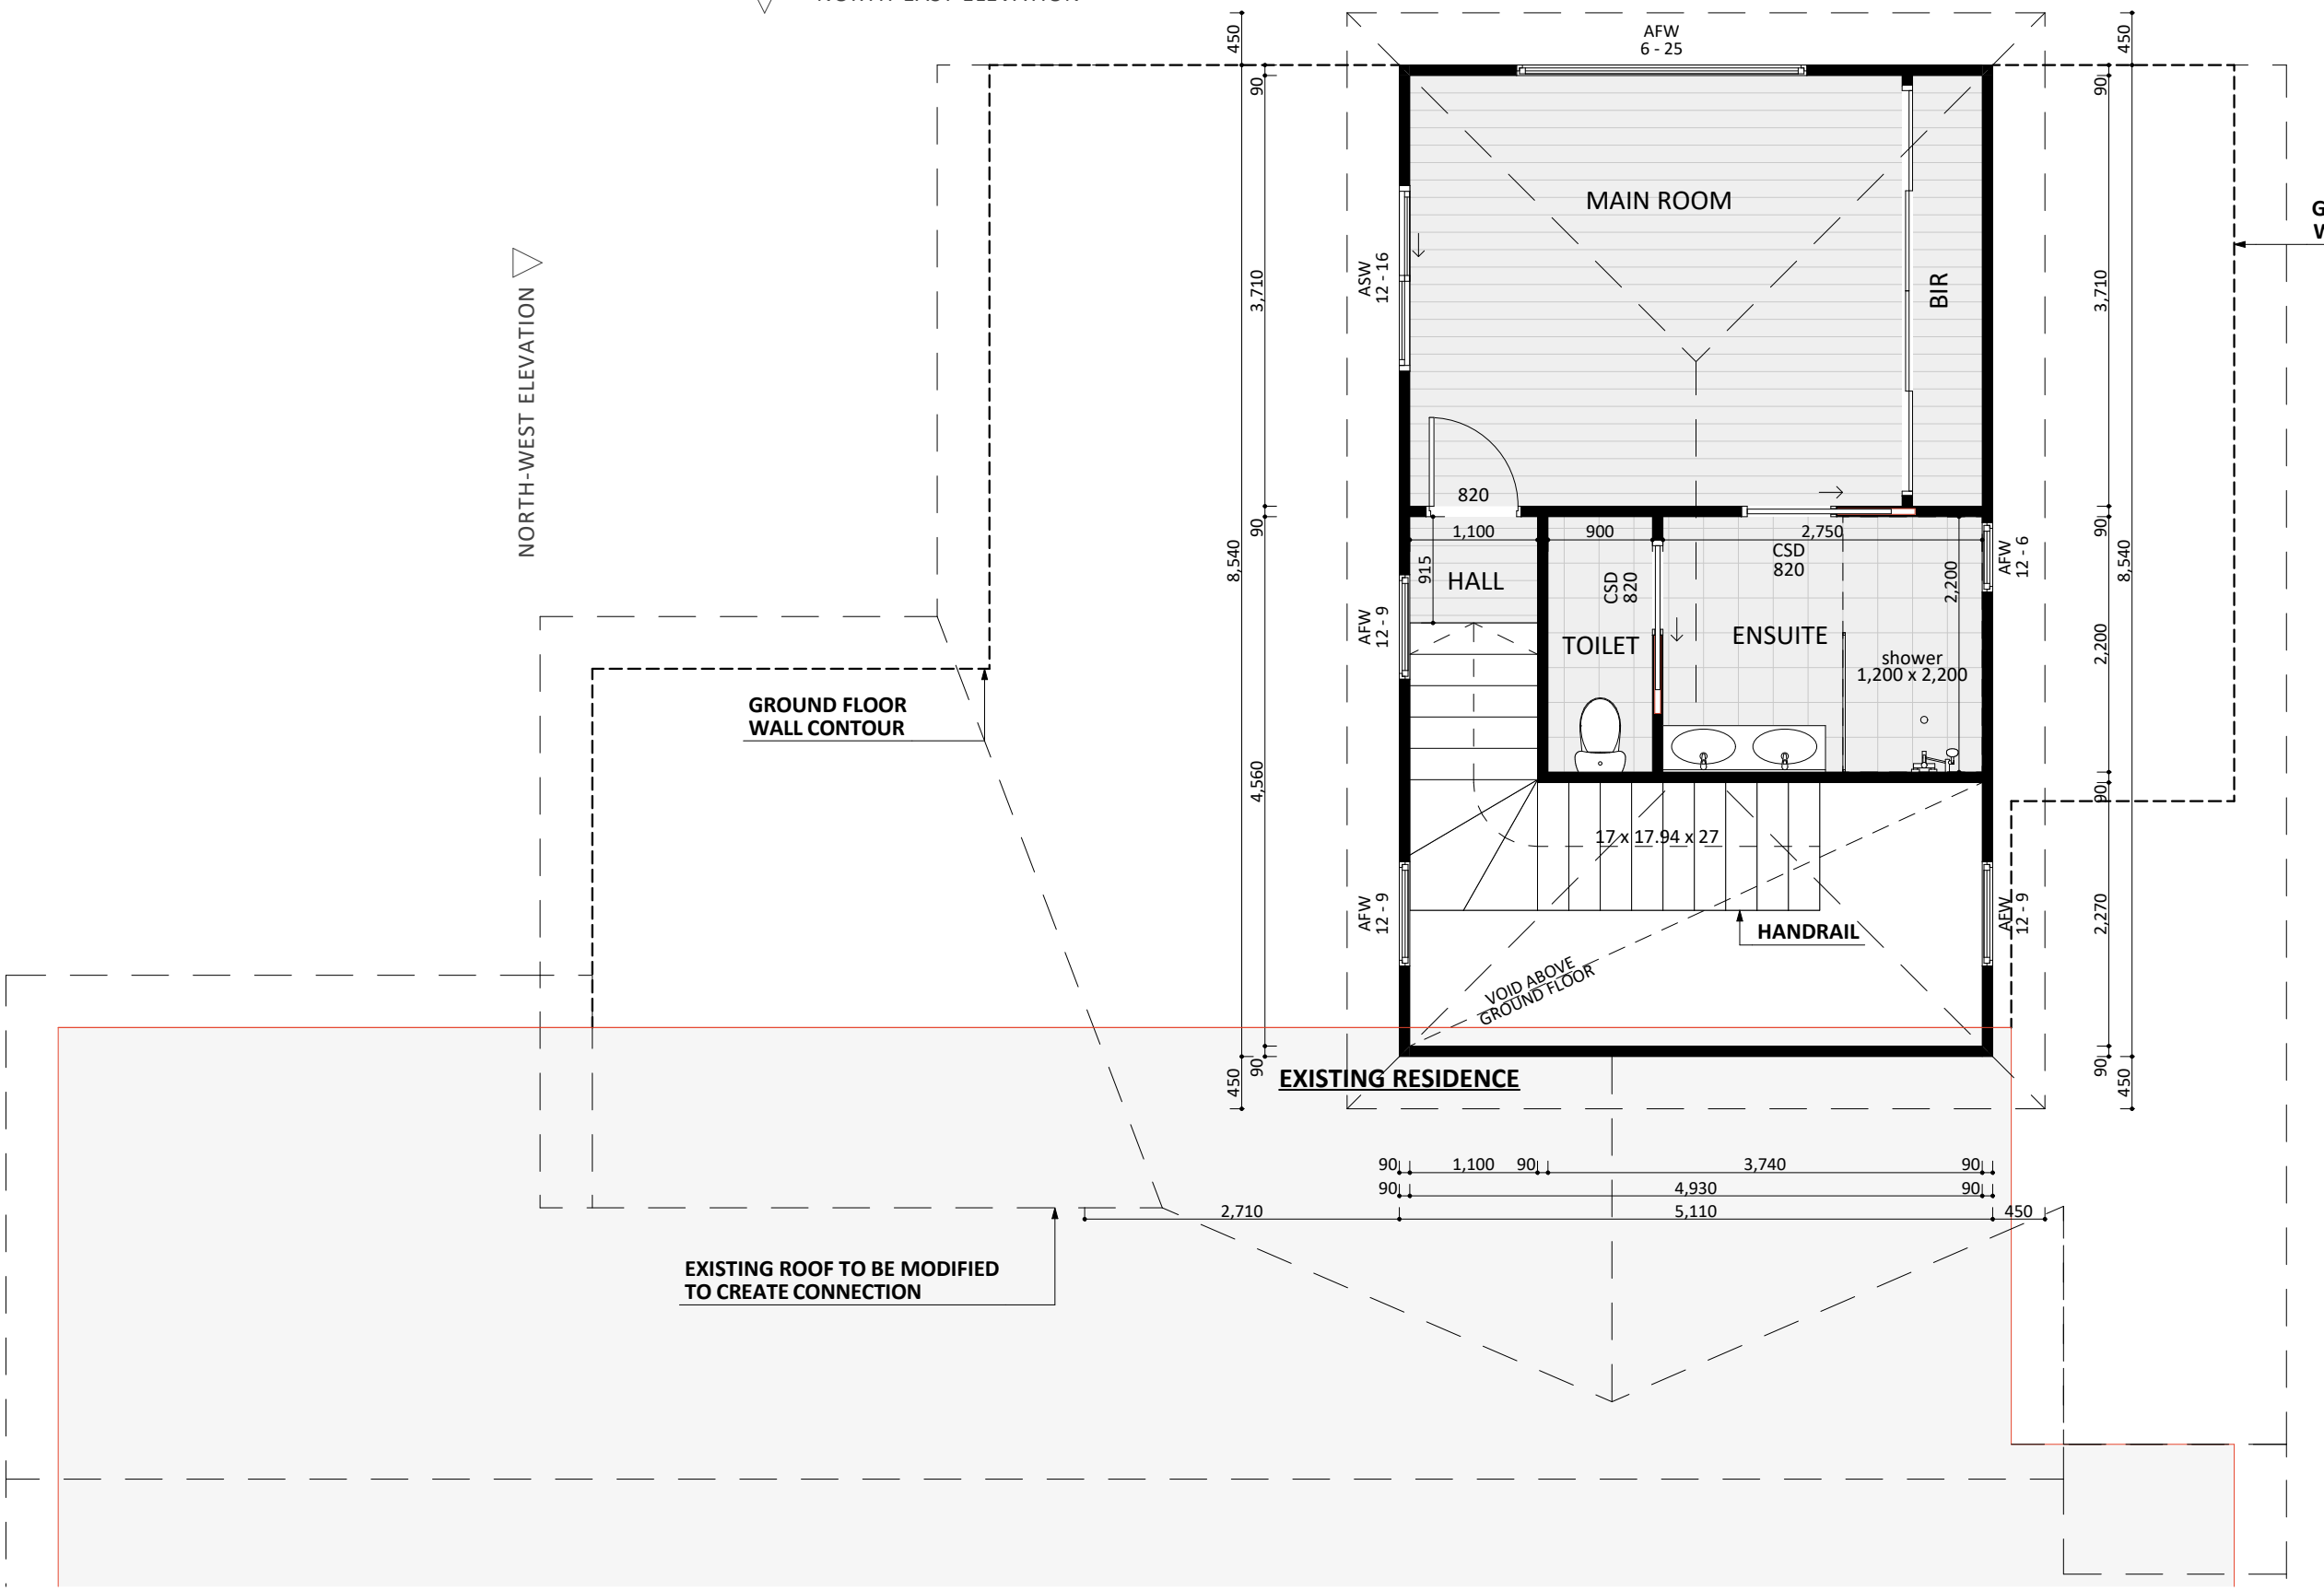 NORTH-EAST ELEVATION
450
450
AFW
6 - 25
90
90
MAIN ROOM
G
W
NORTH-WEST ELEVATION
ASW
12 - 16
3,710
3,710
BIR
820
90
90
1,100
900
2,750
CSD
820
8,540
8,540
915
HALL
CSD
820
2,200
AFW
12 - 6
AFW
12 - 9
TOILET
ENSUITE
2,200
shower
1,200 x 2,200
GROUND FLOOR
WALL CONTOUR
4,560
90
17 x 17.94 x 27
AFW
12 - 9
HANDRAIL
AFW
12 - 9
2,270
VOID ABOVE
GROUND FLOOR
90
90
450
450
EXISTING RESIDENCE
90
1,100
90
3,740
90
90
4,930
90
2,710
5,110
450
EXISTING ROOF TO BE MODIFIED
TO CREATE CONNECTION